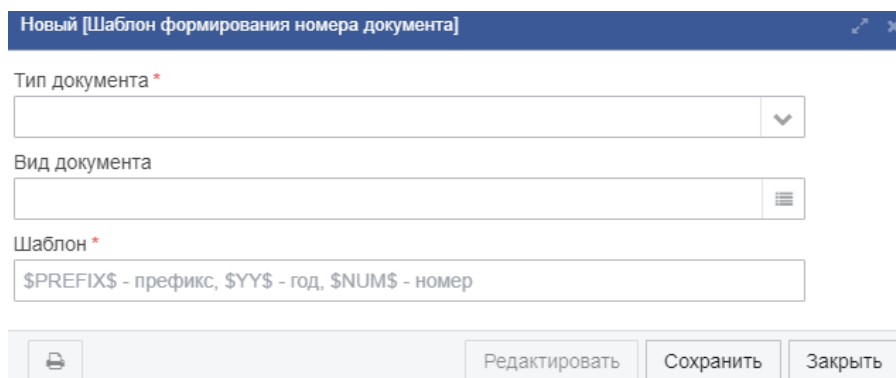 Новый [Шаблон формирования номера документа]
Тип документа *
Вид документа
Шаблон *
$PREFIX$ - префикс, $YY$ - год, $NUM$ - номер
Редактировать Сохранить Закрыть